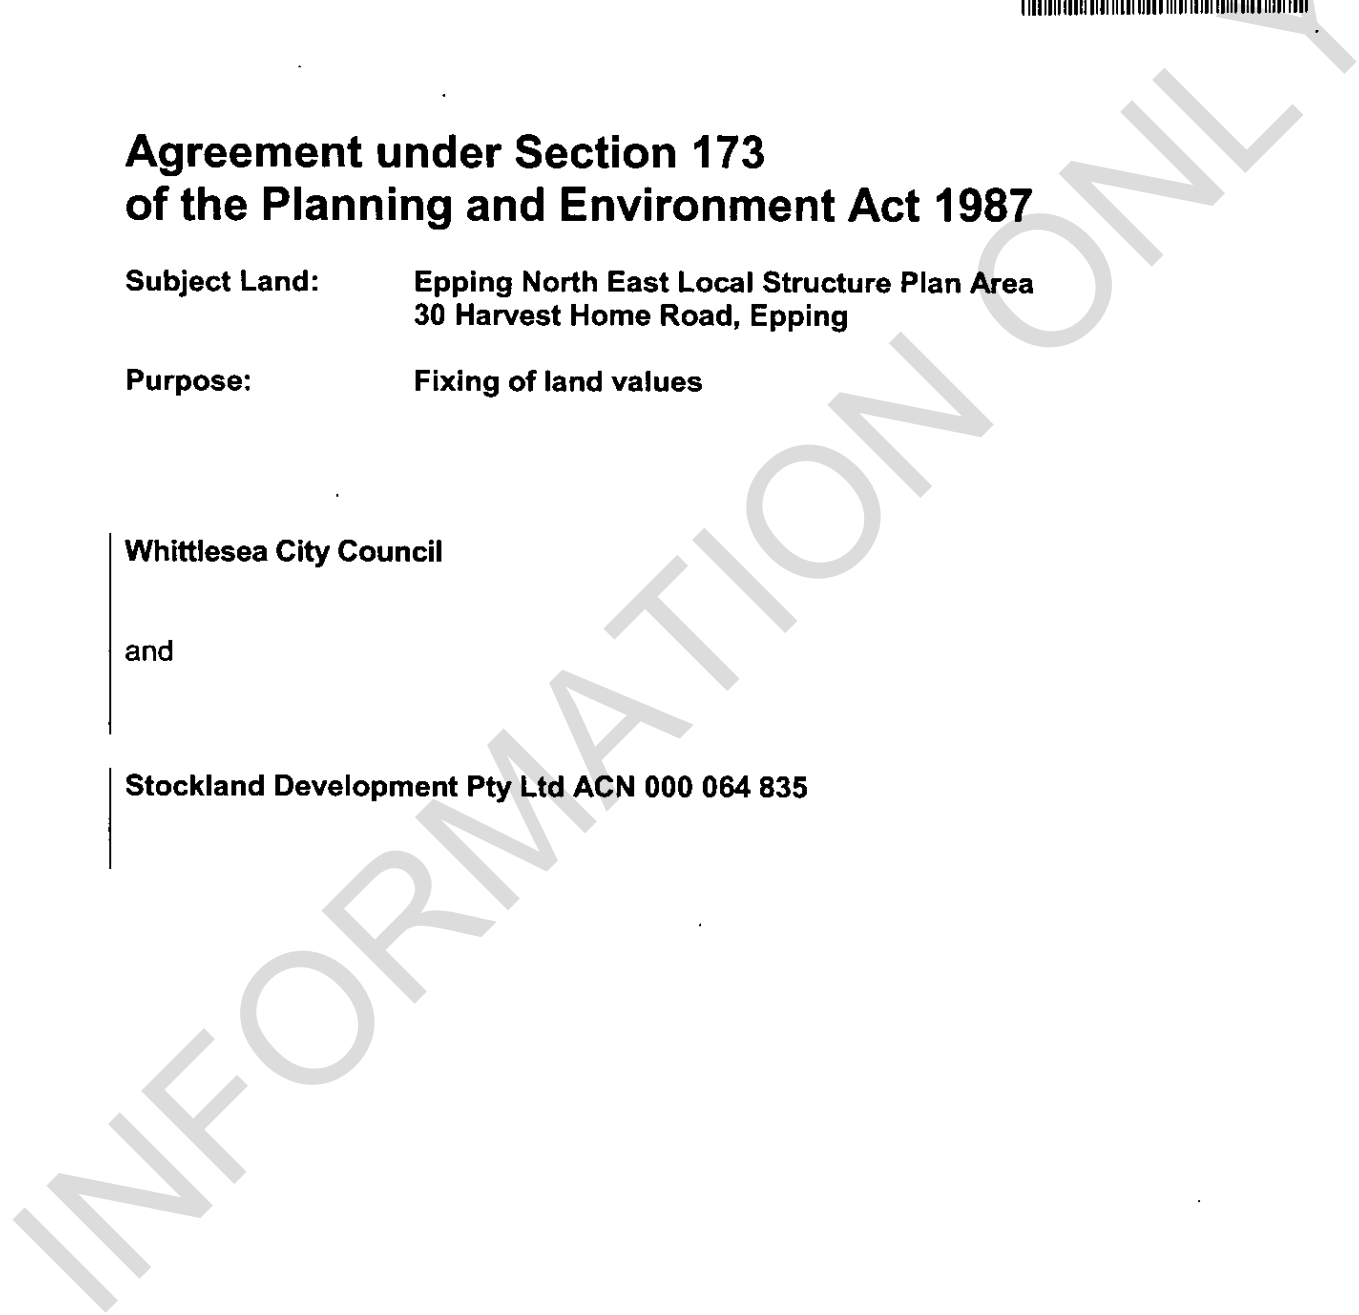 Agreement under Section 173
of the Planning and Environment Act 1987
Subject Land: Epping North East Local Structure Plan Area
30 Harvest Home Road, Epping
Purpose: Fixing of land values
Whittlesea City Council
and
Stockland Development Pty Ltd ACN 000 064 835
INFORMATION ONLY